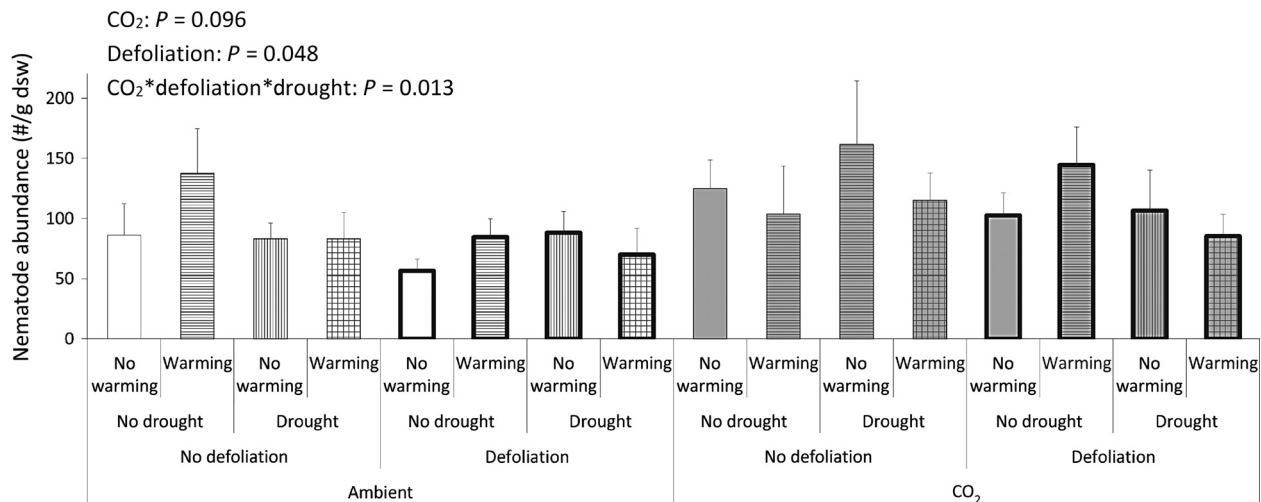 CO₂: P = 0.096
Defoliation: P = 0.048
CO₂*defoliation*drought: P = 0.013
Nematode abundance (#/g dsw)
200
150
100
50
0
No warming Warming No warming Warming No warming Warming No warming Warming No warming Warming No warming Warming No warming Warming No warming Warming
No drought Drought No drought Drought No drought Drought No drought Drought
No defoliation Defoliation No defoliation Defoliation
Ambient CO₂